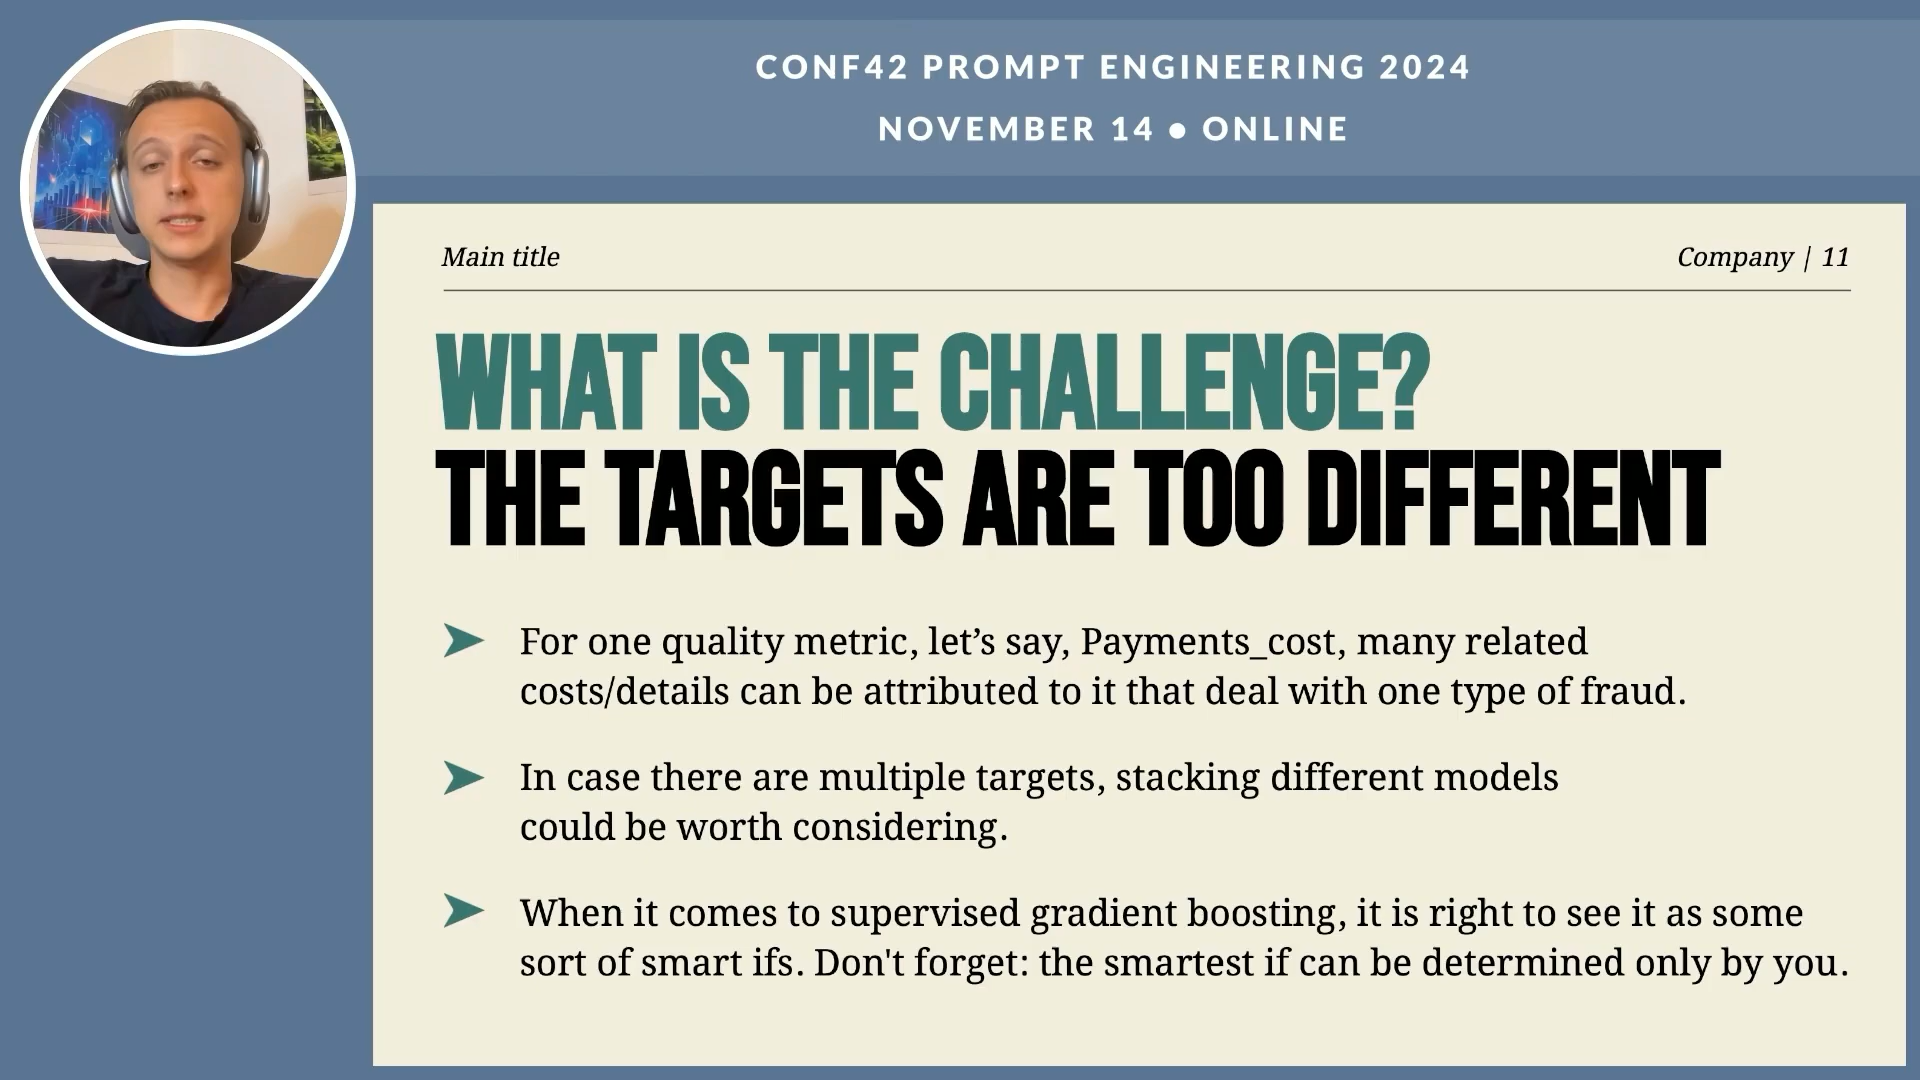 CONF42 PROMPT ENGINEERING 2024
NOVEMBER 14 ● ONLINE
Main title
Company | 11
WHAT IS THE CHALLENGE?
THE TARGETS ARE TOO DIFFERENT
➤ For one quality metric, let’s say, Payments_cost, many related
costs/details can be attributed to it that deal with one type of fraud.
➤ In case there are multiple targets, stacking different models
could be worth considering.
➤ When it comes to supervised gradient boosting, it is right to see it as some
sort of smart ifs. Don't forget: the smartest if can be determined only by you.